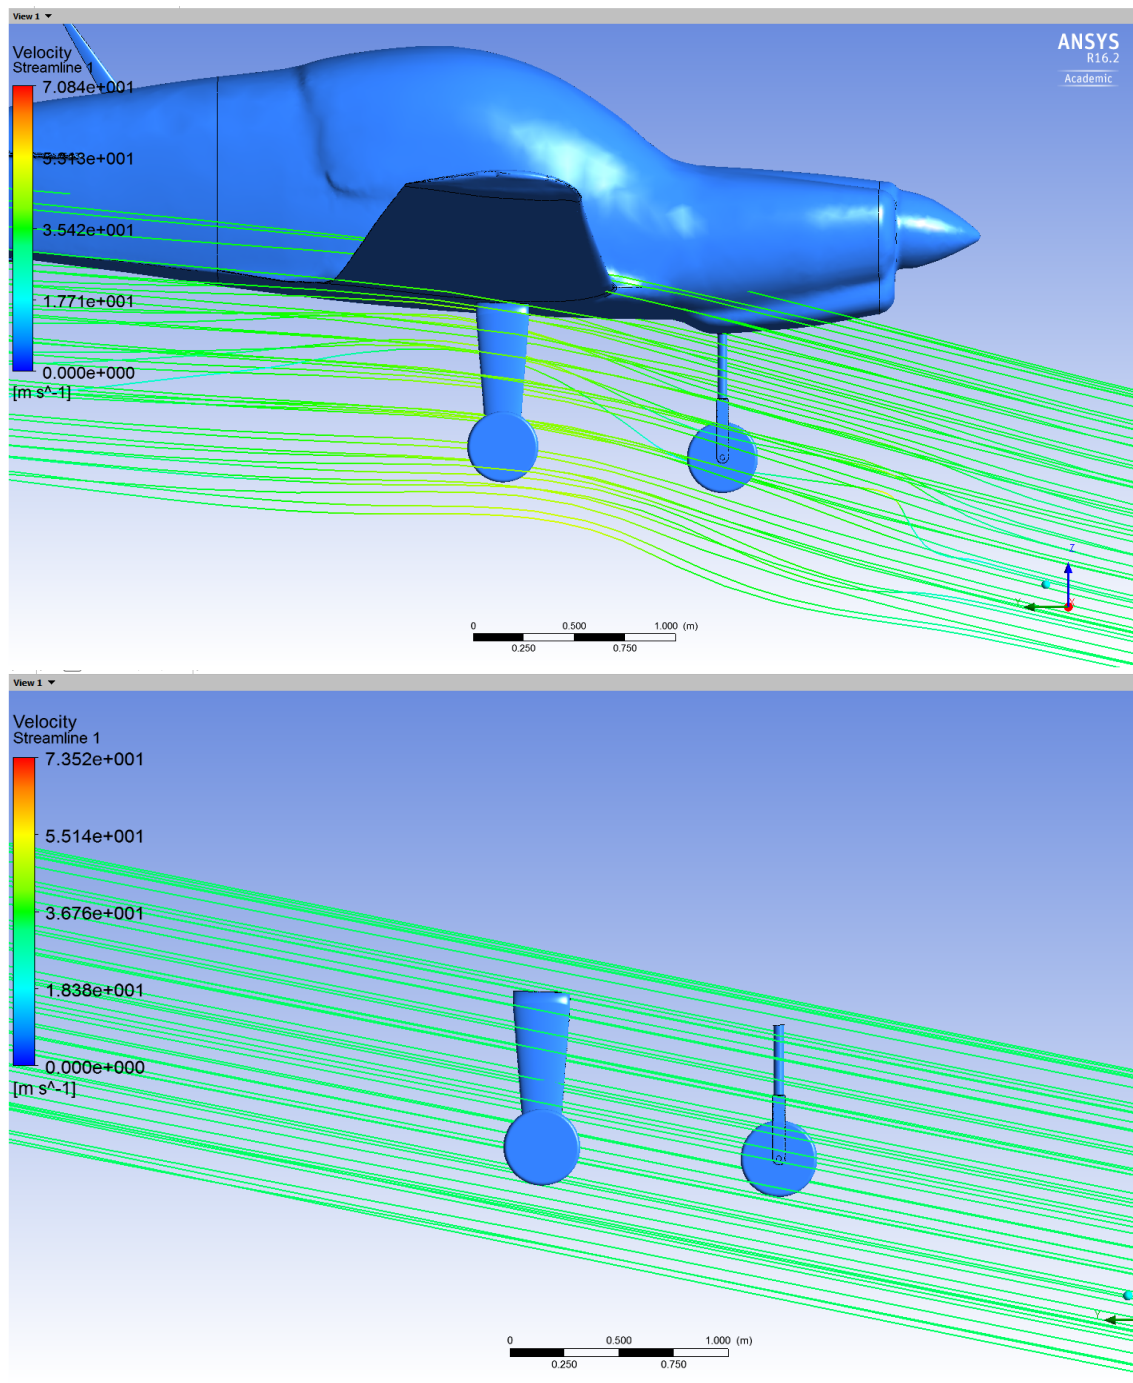 View 1
ANSYS
R16.2
Academic
Velocity
Streamline 1
7.084e+001
5.313e+001
3.542e+001
1.771e+001
0.000e+000
[m s^-1]
Z
Y
X
0 0.500 1.000 (m)
0.250 0.750
View 1
Velocity
Streamline 1
7.352e+001
5.514e+001
3.676e+001
1.838e+001
0.000e+000
[m s^-1]
Y
0 0.500 1.000 (m)
0.250 0.750